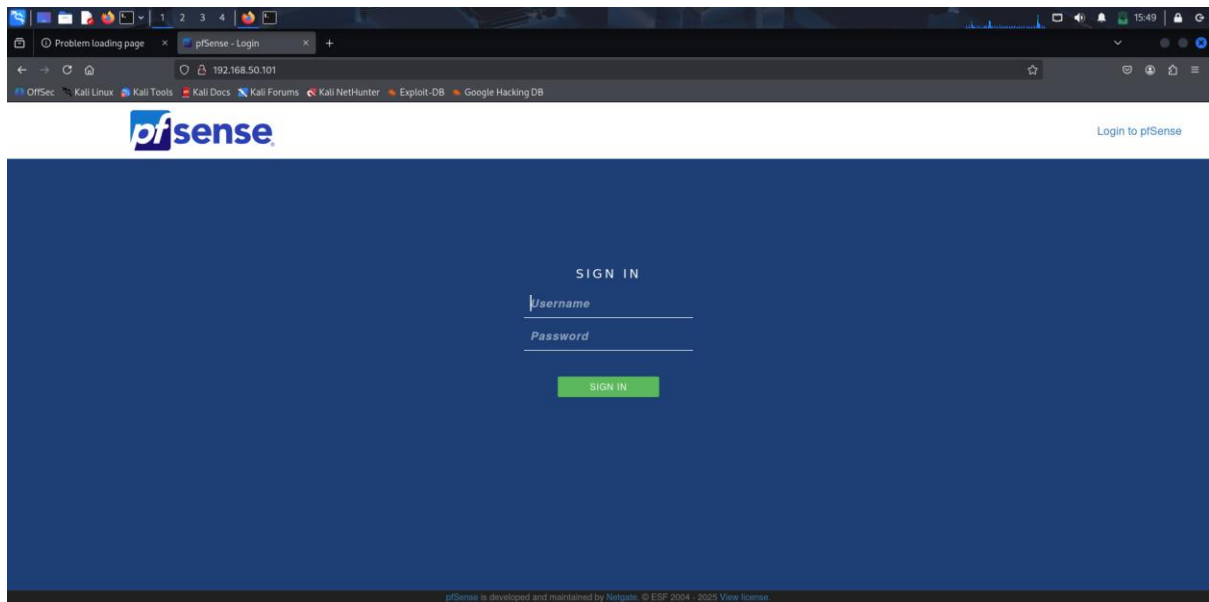 1 2 3 4 15:49
Problem loading page pfSense - Login
192.168.50.101
OffSec Kali Linux Kali Tools Kali Docs Kali Forums Kali NetHunter Exploit-DB Google Hacking DB
pfsense Login to pfSense
SIGN IN
Username
Password
SIGN IN
pfSense is developed and maintained by Netgate. © ESF 2004 - 2025 View license.